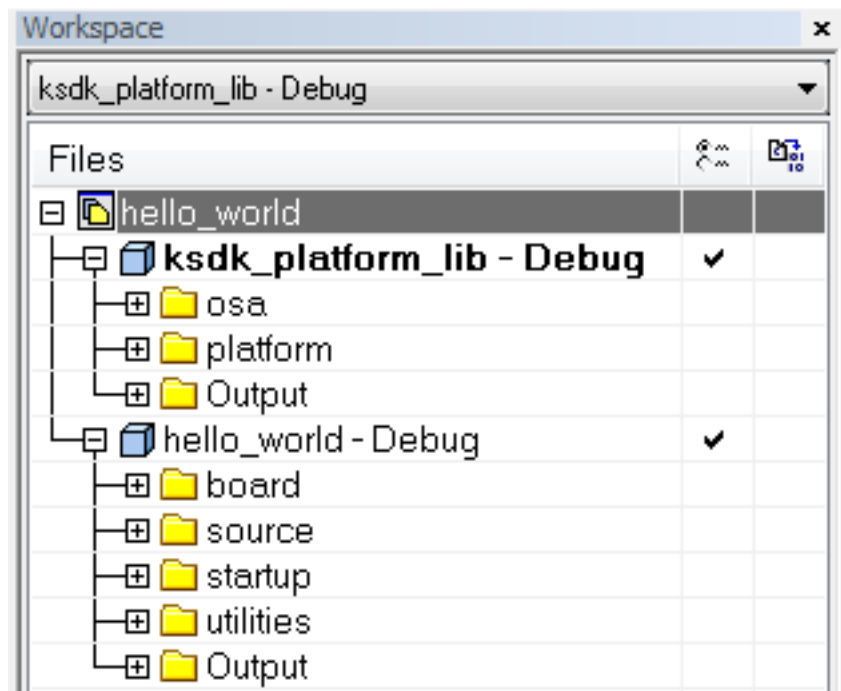 Workspace
ksdk_platform_lib - Debug
Files
hello_world
ksdk_platform_lib - Debug
osa
platform
Output
hello_world - Debug
board
source
startup
utilities
Output